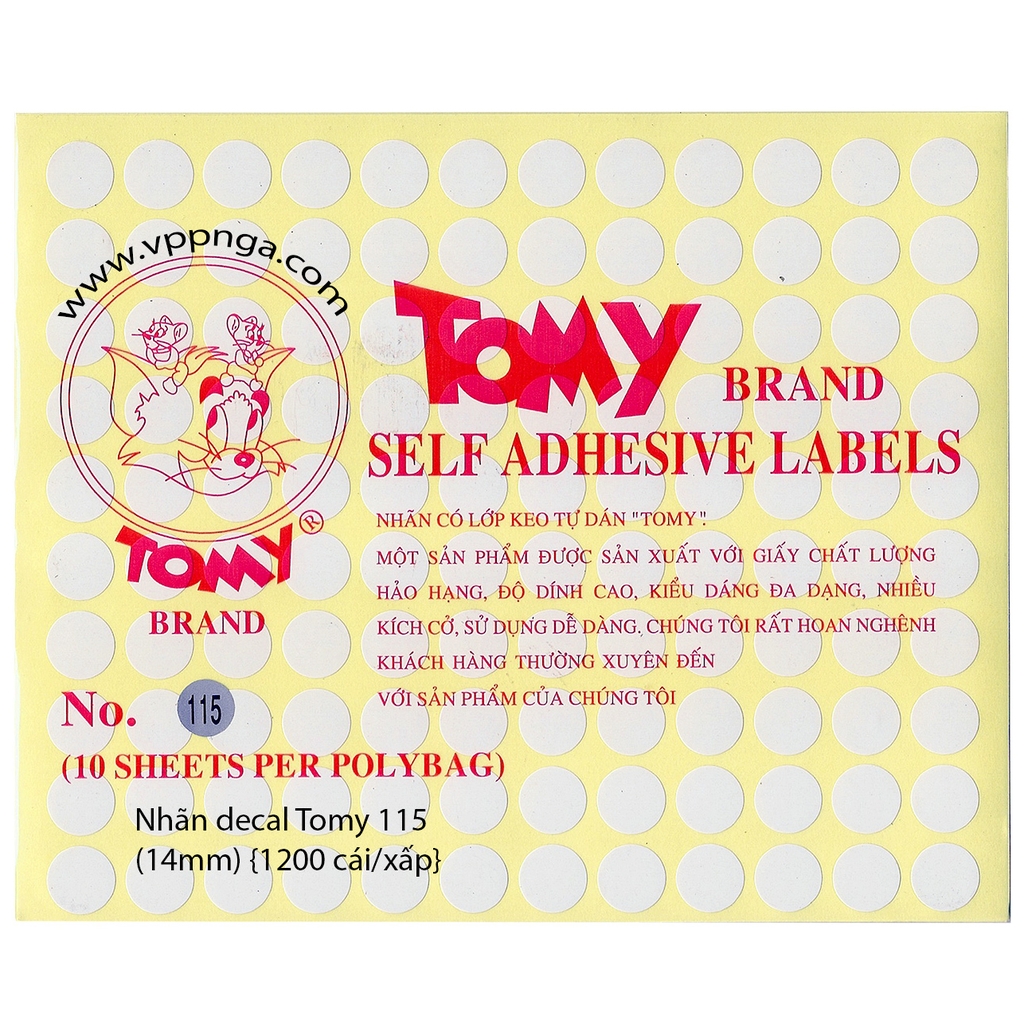 www.vppnga.com
TOMY BRAND
SELF ADHESIVE LABELS
NHÃN CÓ LỚP KEO TỰ DÁN "TOMY".
MỘT SẢN PHẨM ĐƯỢC SẢN XUẤT VỚI GIẤY CHẤT LƯỢNG
HẢO HẠNG, ĐỘ DÍNH CAO, KIỂU DÁNG ĐA DẠNG, NHIỀU
KÍCH CỞ, SỬ DỤNG DỄ DÀNG. CHÚNG TÔI RẤT HOAN NGHÊNH
KHÁCH HÀNG THƯỜNG XUYÊN ĐẾN
VỚI SẢN PHẨM CỦA CHÚNG TÔI
TOMY®
BRAND
No. 115
(10 SHEETS PER POLYBAG)
Nhãn decal Tomy 115
(14mm) {1200 cái/xấp}